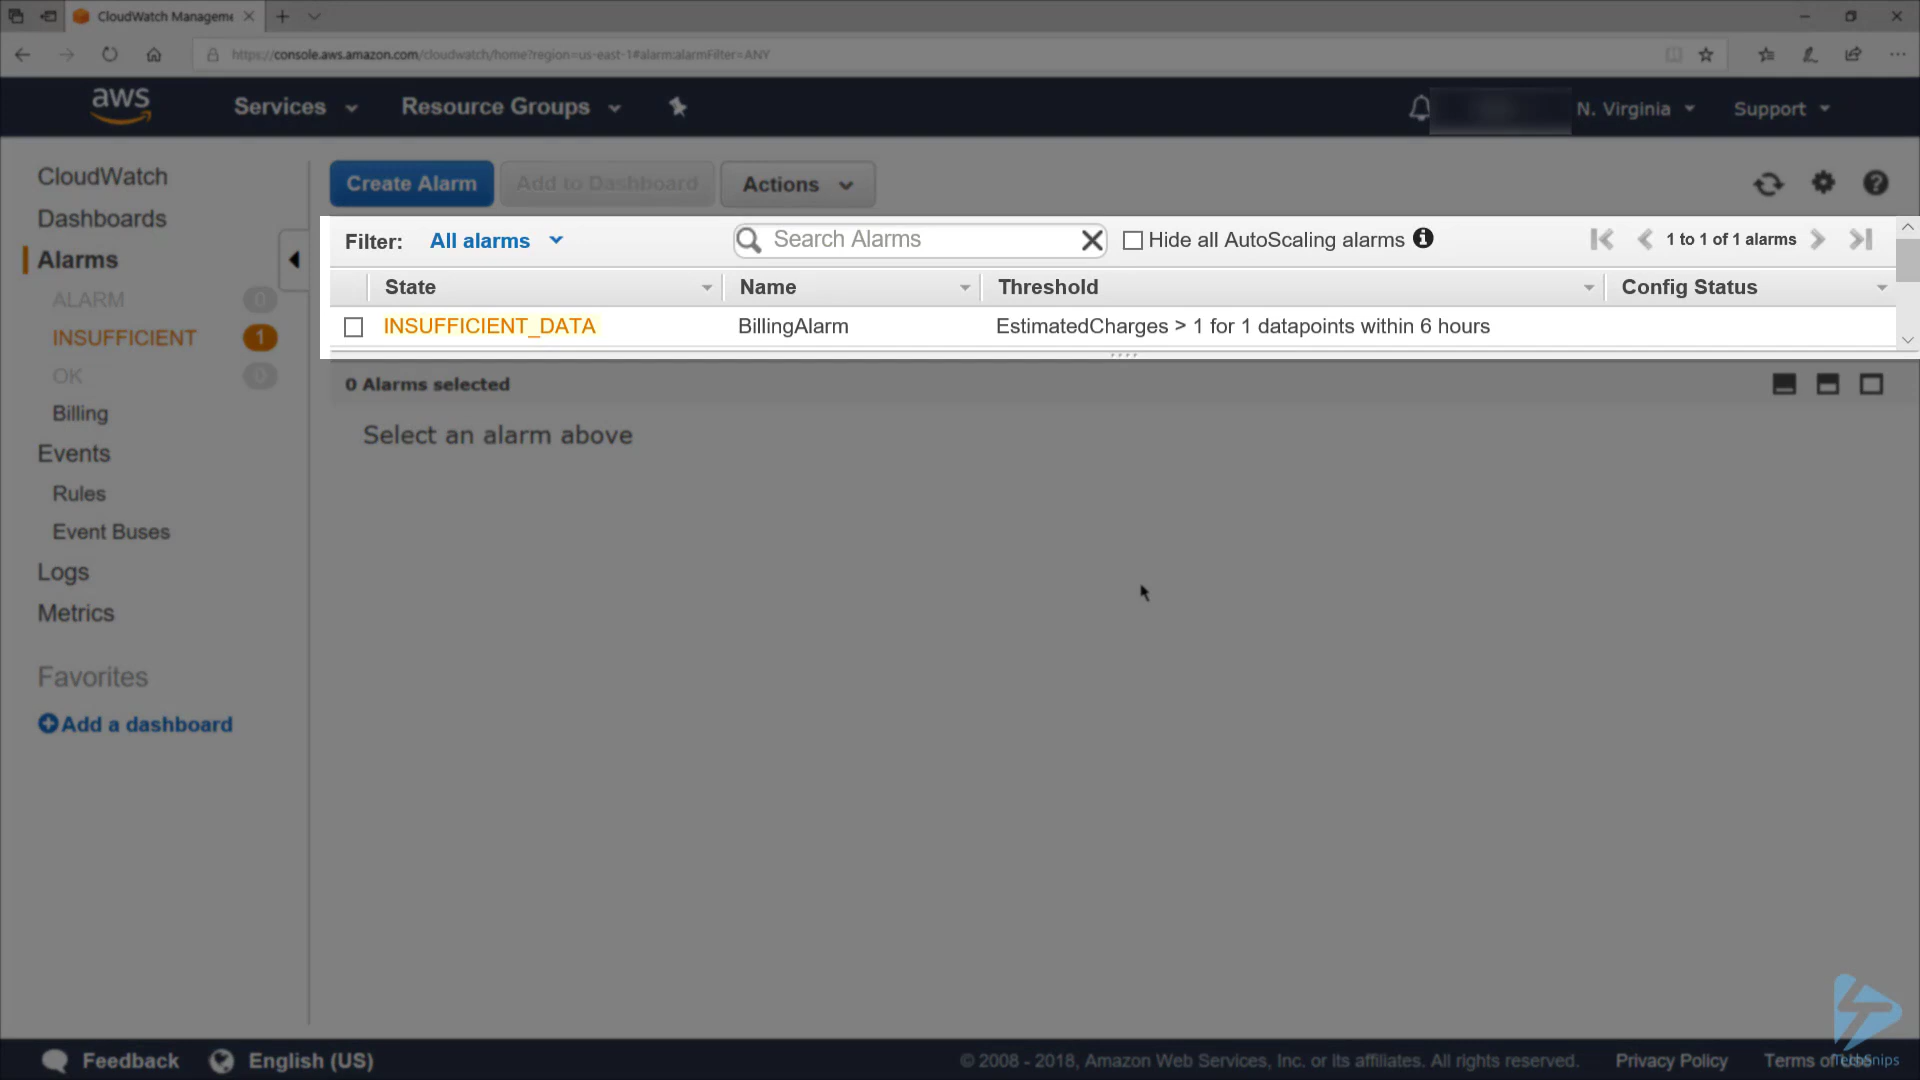 CloudWatch Manageme
https://console.aws.amazon.com/cloudwatch/home?region=us-east-1#alarm:alarmFilter=ANY
aws
Services
Resource Groups
N. Virginia
Support
CloudWatch
Dashboards
Alarms
ALARM 0
INSUFFICIENT 1
OK 0
Billing
Events
Rules
Event Buses
Logs
Metrics
Favorites
Add a dashboard
Create Alarm
Add to Dashboard
Actions
Filter: All alarms
Search Alarms
Hide all AutoScaling alarms
1 to 1 of 1 alarms
State Name Threshold Config Status
INSUFFICIENT_DATA BillingAlarm EstimatedCharges > 1 for 1 datapoints within 6 hours
0 Alarms selected
Select an alarm above
Feedback
English (US)
© 2008 - 2018, Amazon Web Services, Inc. or its affiliates. All rights reserved.
Privacy Policy
Terms of
TechSnips